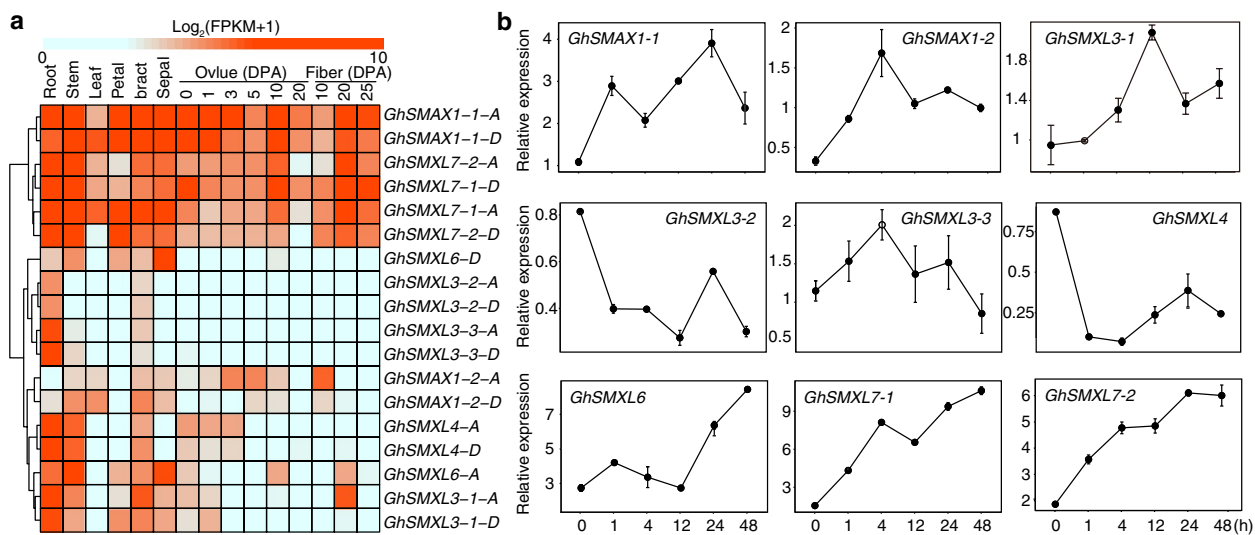 a
Log2(FPKM+1)
0 10
Root Stem Leaf Petal bract Sepal
Ovlue (DPA) Fiber (DPA)
0 1 3 5 10 20 10 20 25
GhSMAX1-1-A
GhSMAX1-1-D
GhSMXL7-2-A
GhSMXL7-1-D
GhSMXL7-1-A
GhSMXL7-2-D
GhSMXL6-D
GhSMXL3-2-A
GhSMXL3-2-D
GhSMXL3-3-A
GhSMXL3-3-D
GhSMAX1-2-A
GhSMAX1-2-D
GhSMXL4-A
GhSMXL4-D
GhSMXL6-A
GhSMXL3-1-A
GhSMXL3-1-D
b
Relative expression
4
3
2
1
GhSMAX1-1
2
1.5
1
0.5
GhSMAX1-2
1.8
1.4
1
GhSMXL3-1
Relative expression
0.8
0.6
0.4
GhSMXL3-2
2
1.5
1
0.5
GhSMXL3-3
0.75
0.5
0.25
GhSMXL4
Relative expression
7
5
3
GhSMXL6
0 1 4 12 24 48
9
6
3
GhSMXL7-1
0 1 4 12 24 48
6
5
4
3
2
GhSMXL7-2
0 1 4 12 24 48 (h)